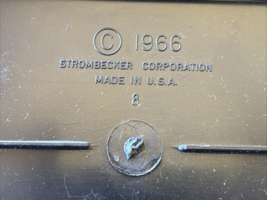 © 1966
STROMBECKER CORPORATION
MADE IN U.S.A.
8